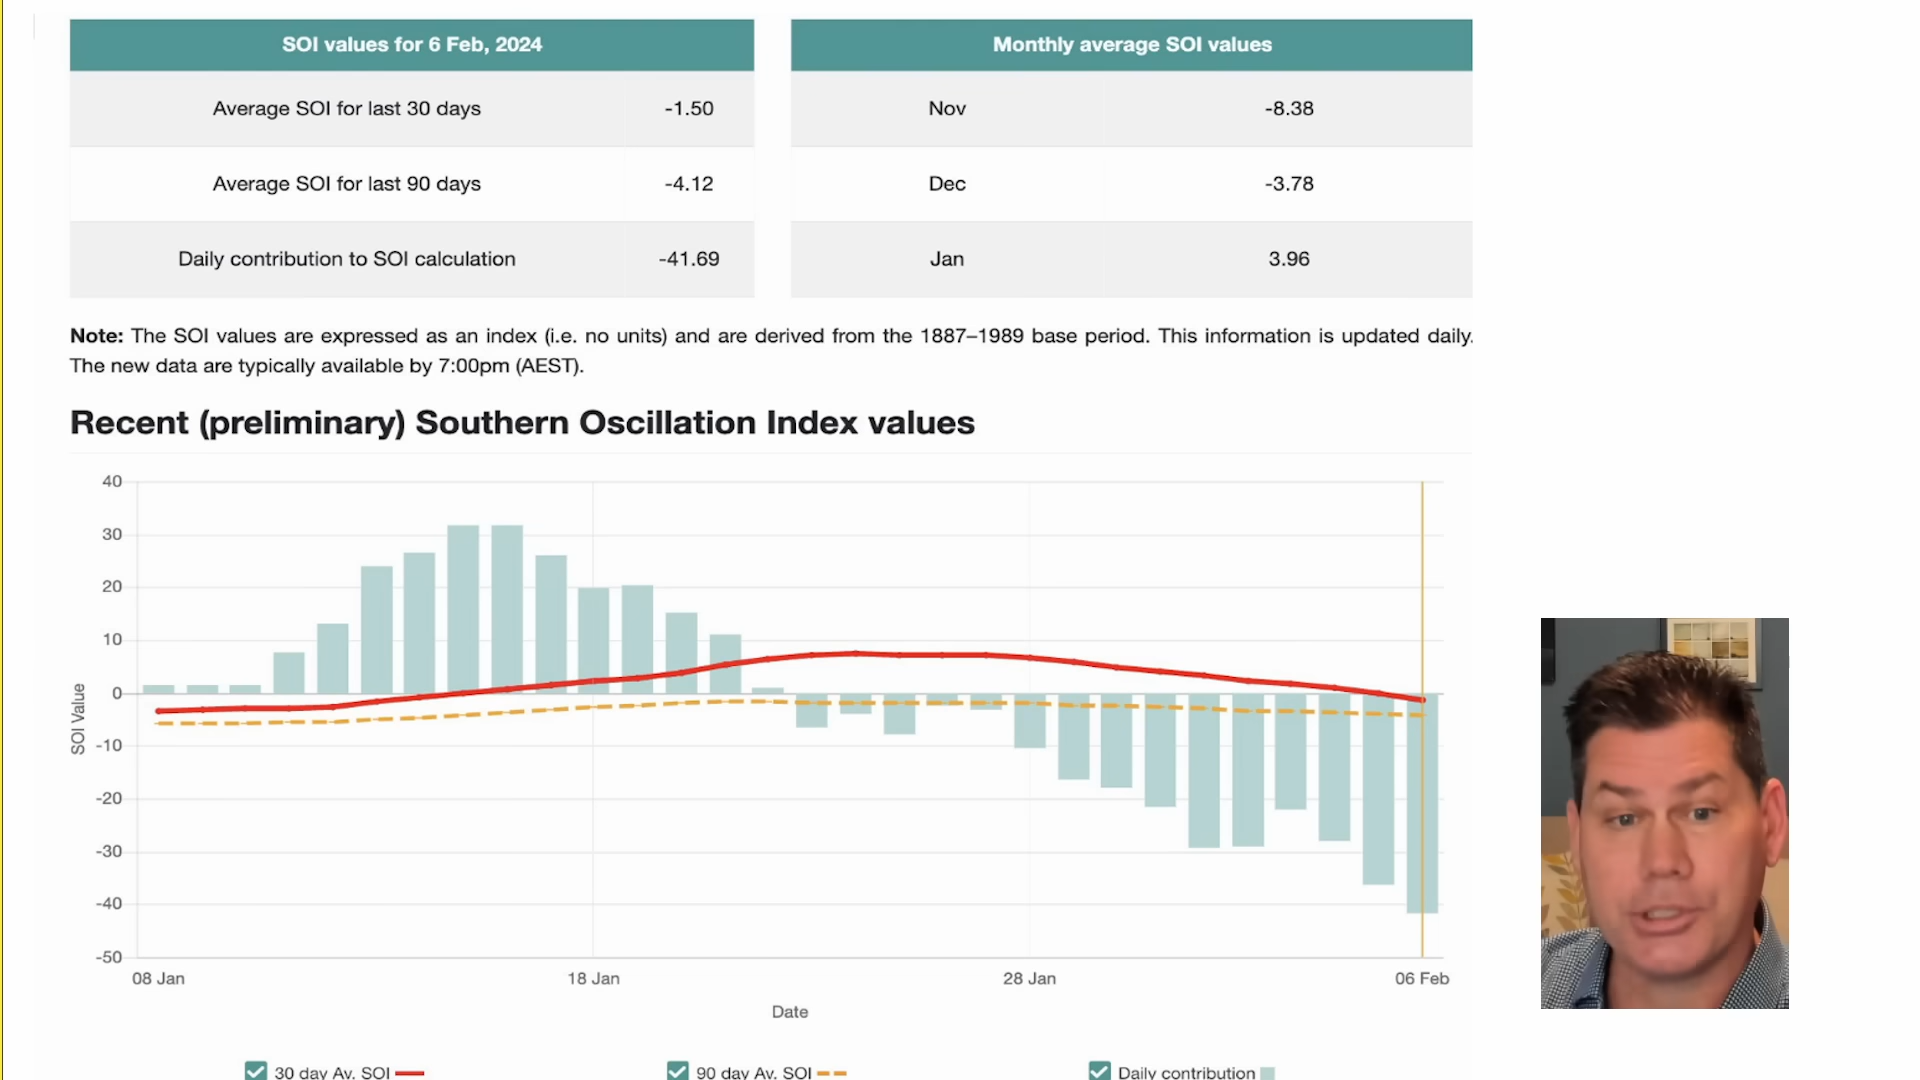 SOI values for 6 Feb, 2024
Average SOI for last 30 days -1.50
Average SOI for last 90 days -4.12
Daily contribution to SOI calculation -41.69
Monthly average SOI values
Nov -8.38
Dec -3.78
Jan 3.96
Note: The SOI values are expressed as an index (i.e. no units) and are derived from the 1887–1989 base period. This information is updated daily.
The new data are typically available by 7:00pm (AEST).
Recent (preliminary) Southern Oscillation Index values
40
30
20
10
0
-10
-20
-30
-40
-50
SOI Value
08 Jan 18 Jan 28 Jan 06 Feb
Date
30 day Av. SOI 90 day Av. SOI Daily contribution